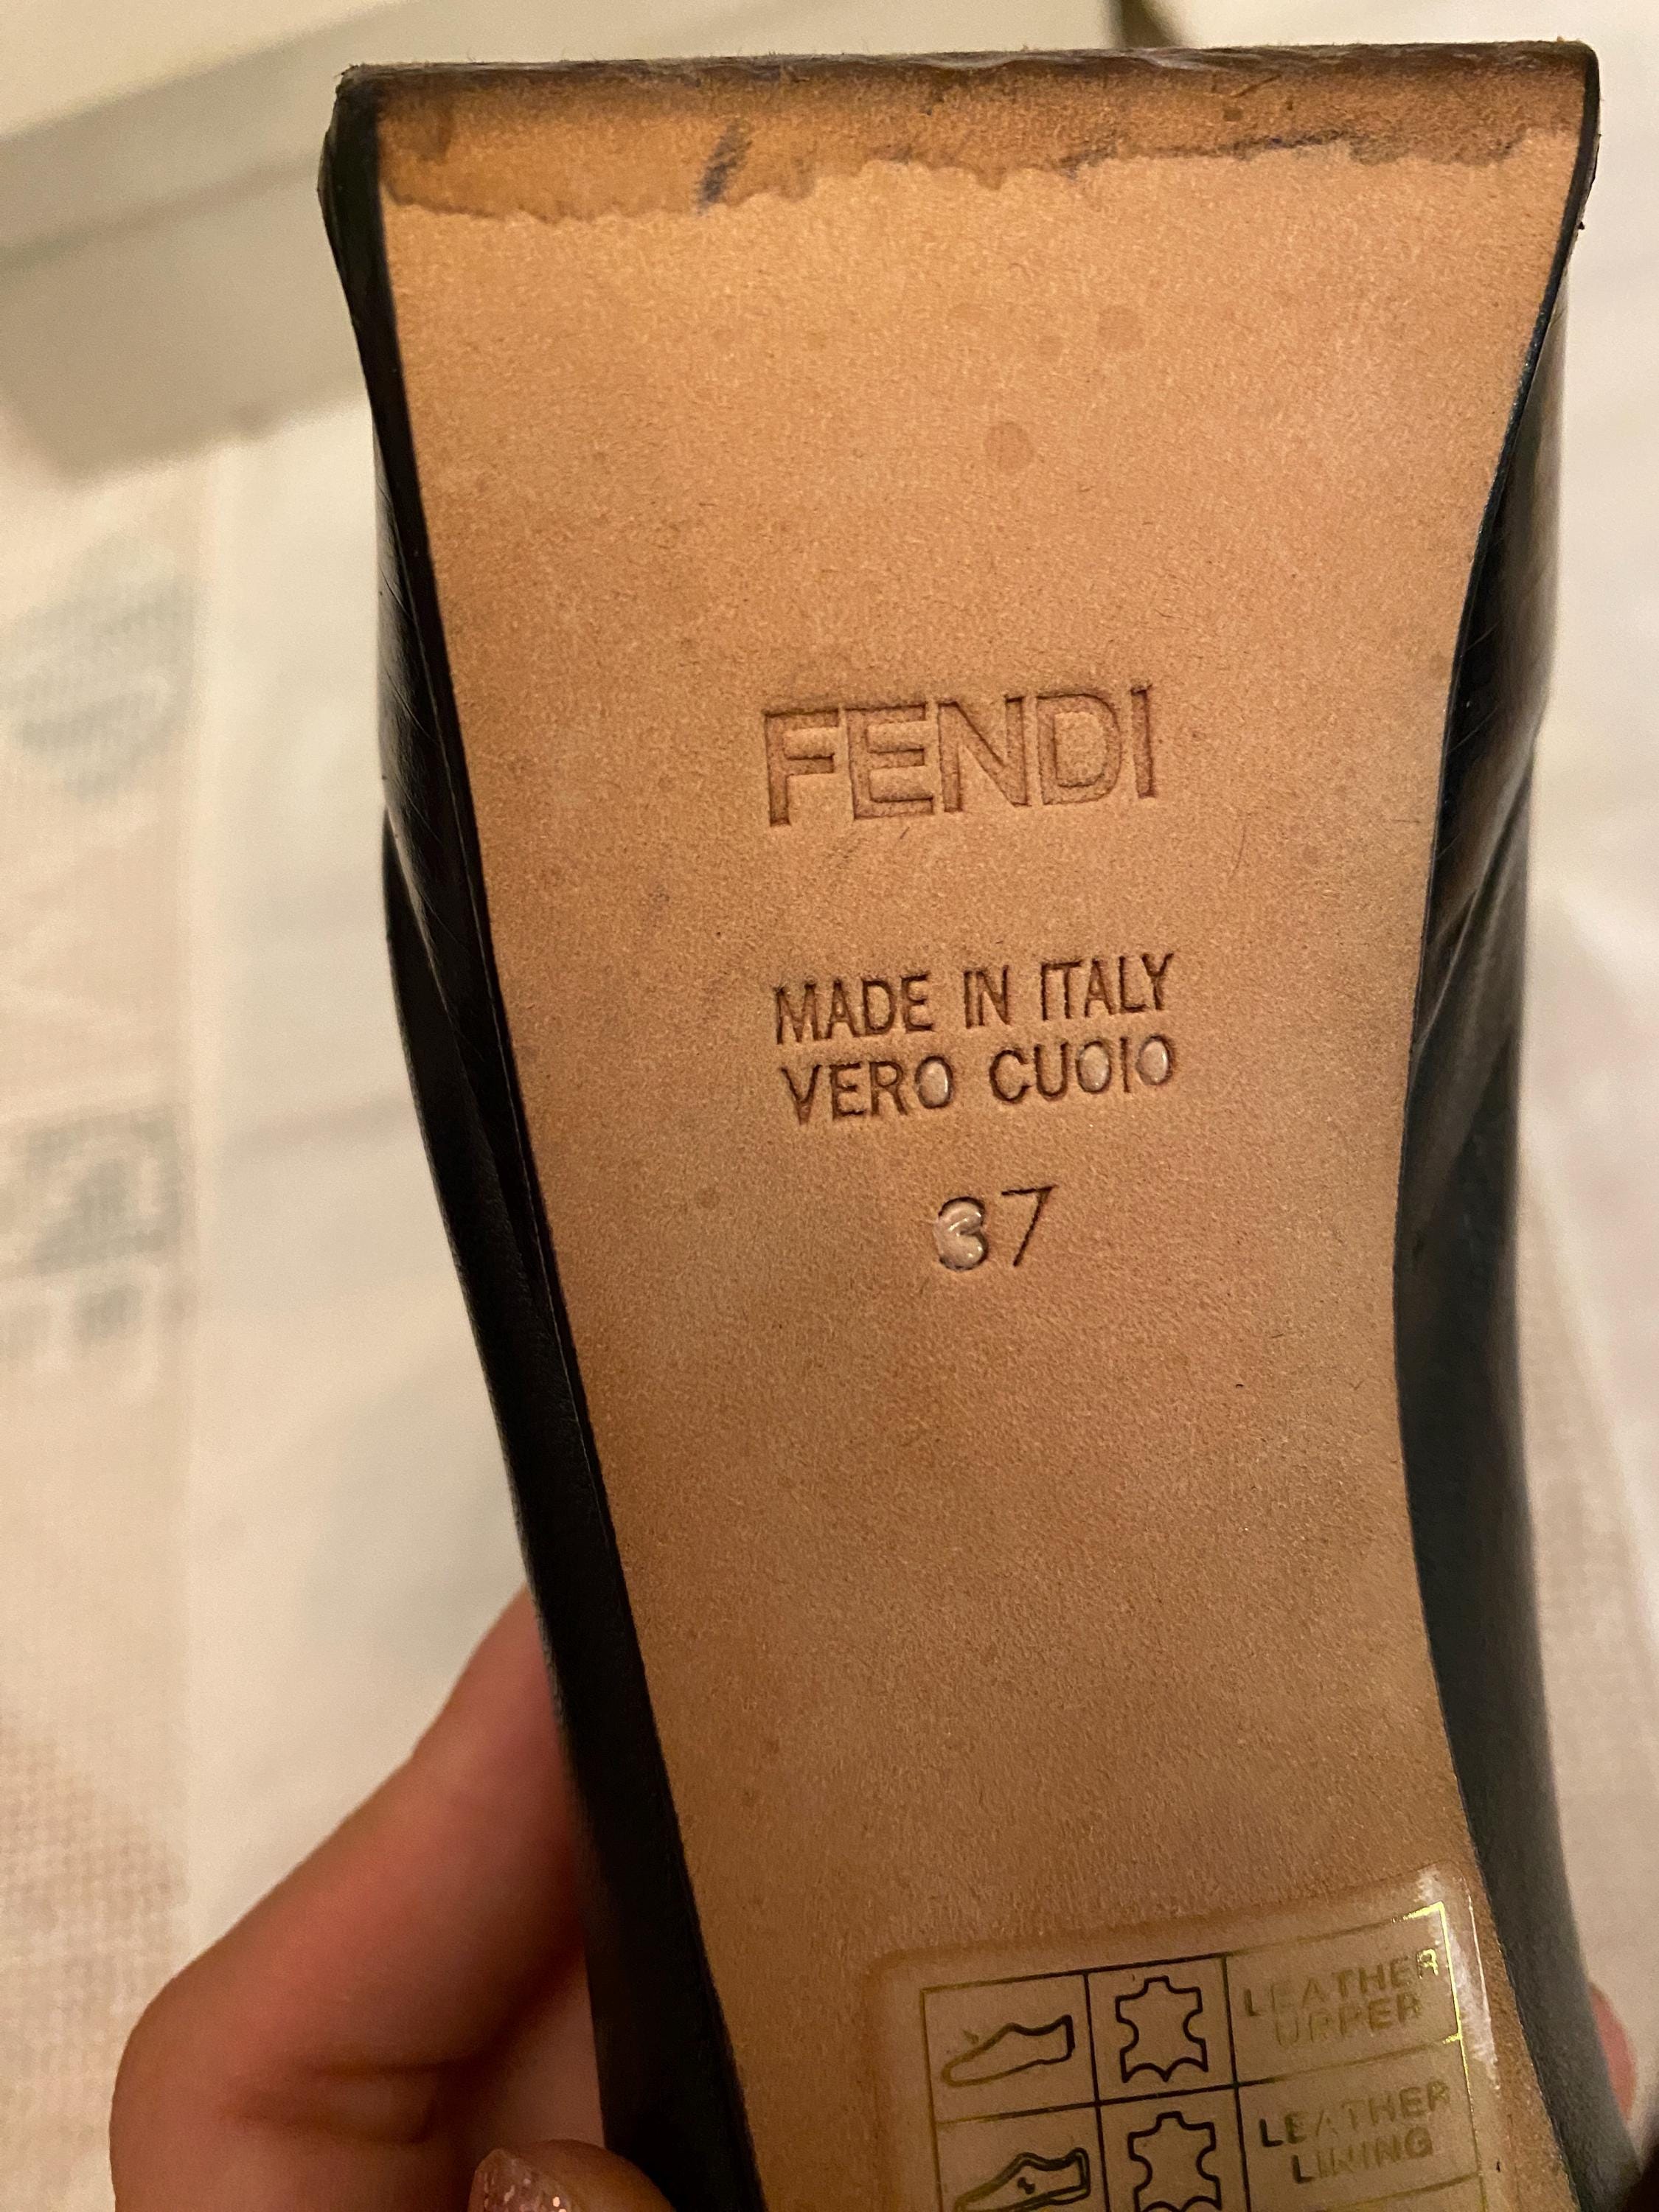 FENDI
MADE IN ITALY
VERO CUOIO
37
LEATHER
UPPER
LEATHER
LINING